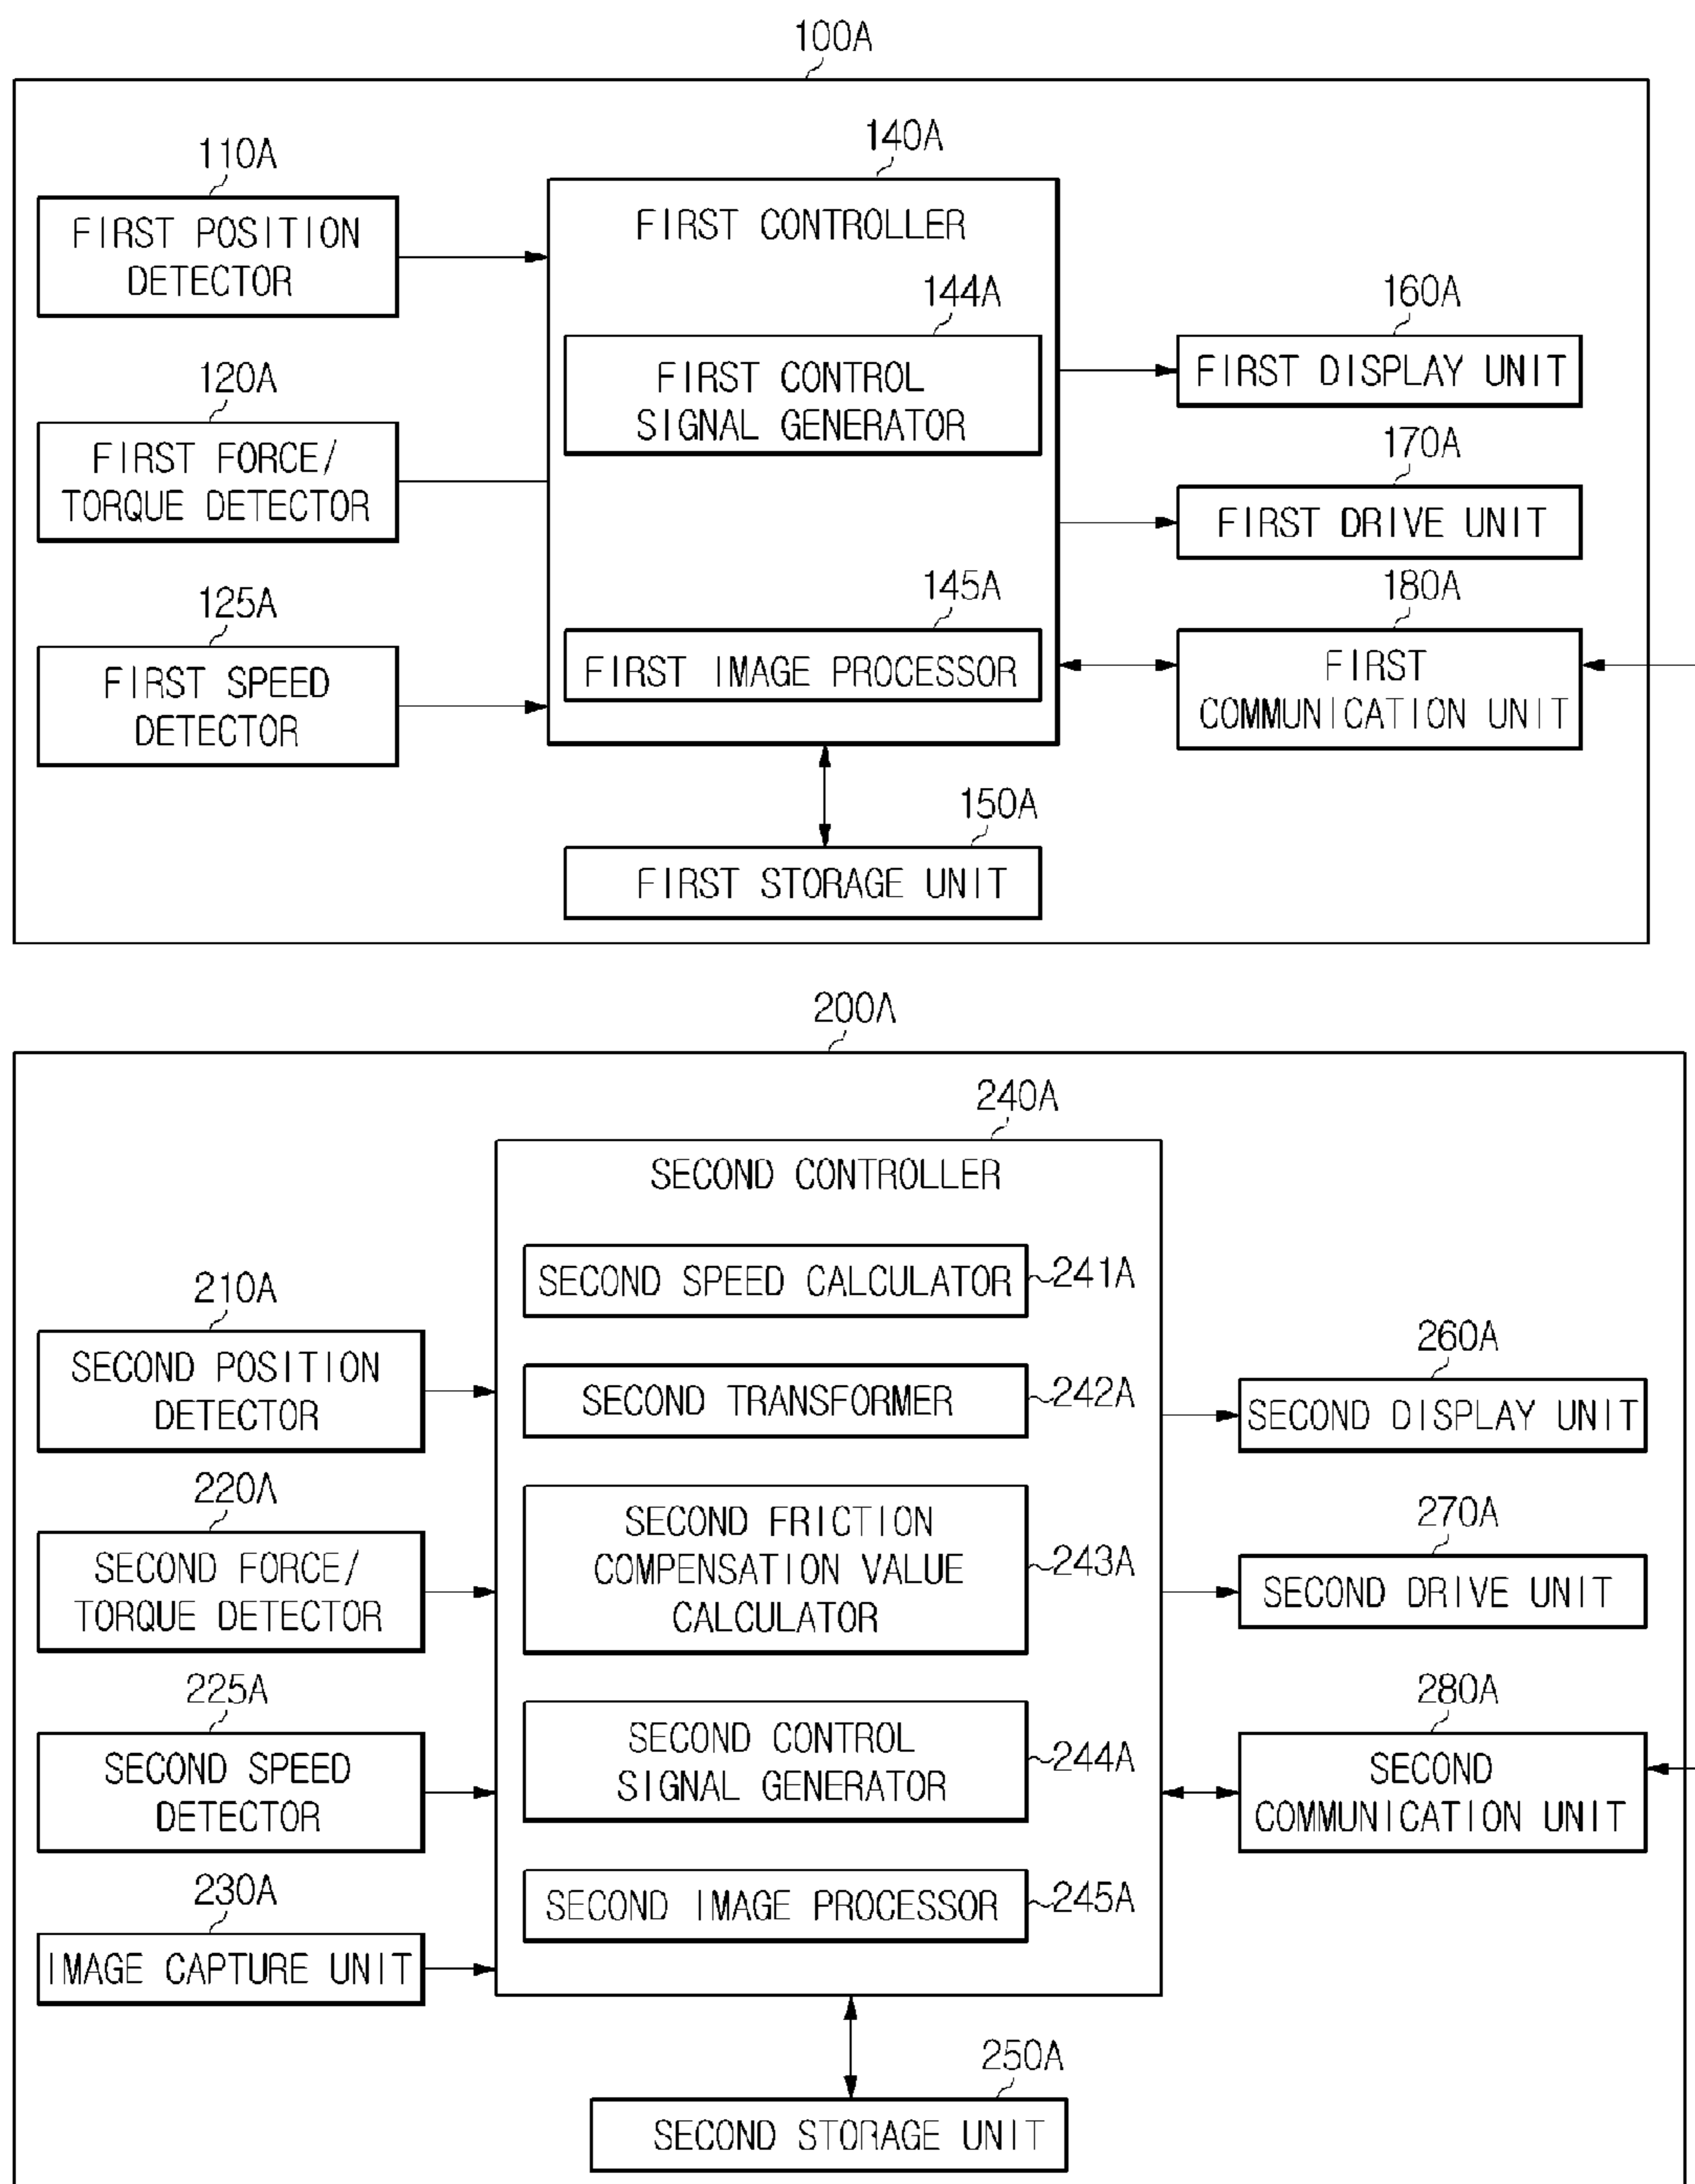 100A
110A
FIRST POSITION
DETECTOR
120A
FIRST FORCE/
TORQUE DETECTOR
125A
FIRST SPEED
DETECTOR
140A
FIRST CONTROLLER
144A
FIRST CONTROL
SIGNAL GENERATOR
145A
FIRST IMAGE PROCESSOR
150A
FIRST STORAGE UNIT
160A
FIRST DISPLAY UNIT
170A
FIRST DRIVE UNIT
180A
FIRST
COMMUNICATION UNIT
200A
210A
SECOND POSITION
DETECTOR
220A
SECOND FORCE/
TORQUE DETECTOR
225A
SECOND SPEED
DETECTOR
230A
IMAGE CAPTURE UNIT
240A
SECOND CONTROLLER
SECOND SPEED CALCULATOR 241A
SECOND TRANSFORMER 242A
SECOND FRICTION
COMPENSATION VALUE 243A
CALCULATOR
SECOND CONTROL
SIGNAL GENERATOR
244A
SECOND IMAGE PROCESSOR 245A
250A
SECOND STORAGE UNIT
260A
SECOND DISPLAY UNIT
270A
SECOND DRIVE UNIT
280A
SECOND
COMMUNICATION UNIT